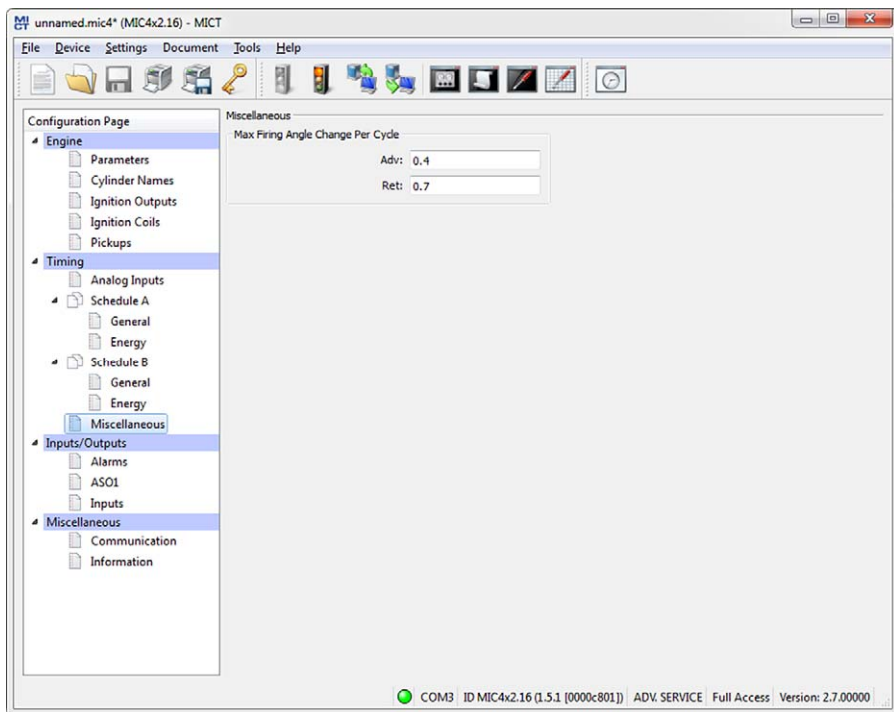 MICT unnamed.mic4* (MIC4x2.16) - MICT
File Device Settings Document Tools Help
Configuration Page
Engine
Parameters
Cylinder Names
Ignition Outputs
Ignition Coils
Pickups
Timing
Analog Inputs
Schedule A
General
Energy
Schedule B
General
Energy
Miscellaneous
Inputs/Outputs
Alarms
ASO1
Inputs
Miscellaneous
Communication
Information
Miscellaneous
Max Firing Angle Change Per Cycle
Adv: 0.4
Ret: 0.7
COM3 ID MIC4x2.16 (1.5.1 [0000c801]) ADV. SERVICE Full Access Version: 2.7.00000